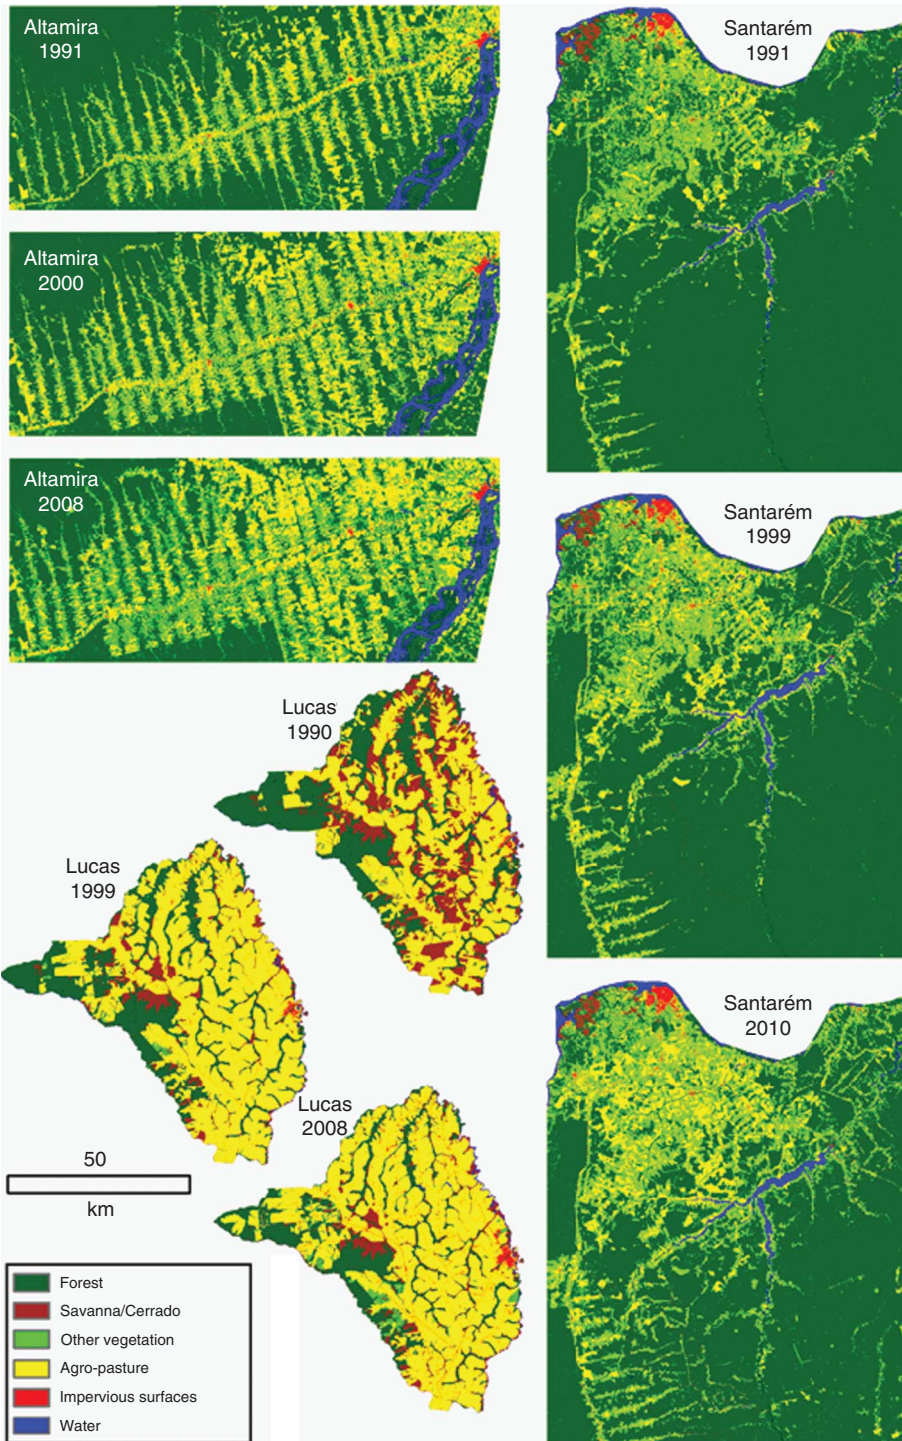 Altamira
1991
Altamira
2000
Altamira
2008
Lucas
1990
Lucas
1999
Lucas
2008
50
km
Forest
Savanna/Cerrado
Other vegetation
Agro-pasture
Impervious surfaces
Water
Santarém
1991
Santarém
1999
Santarém
2010